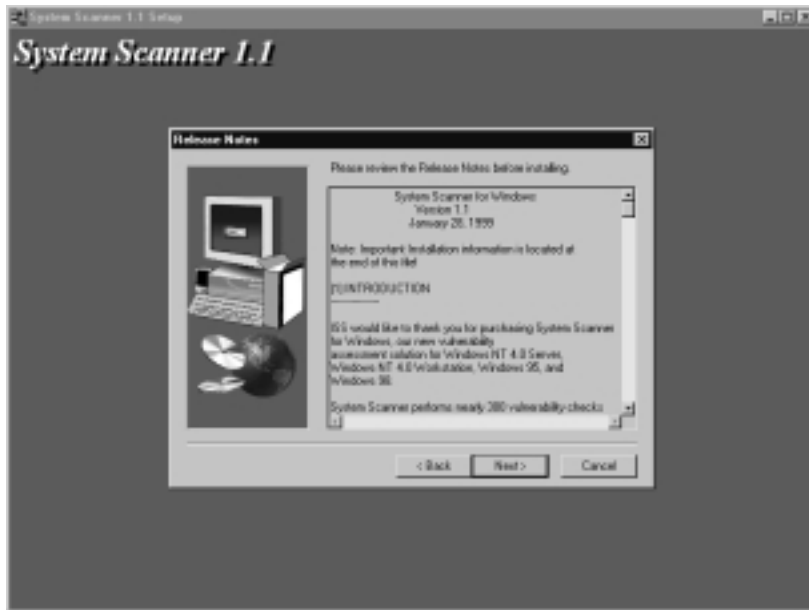 System Scanner 1.1 Setup
System Scanner 1.1
Release Notes
Please review the Release Notes before installing.
System Scanner for Windows
Version 1.1
January 28, 1999
Note: Important Installation information is located at
the end of this file!
[1] INTRODUCTION
------------
ISS would like to thank you for purchasing System Scanner
for Windows, our new vulnerability
assessment solution for Windows NT 4.0 Server,
Windows NT 4.0 Workstation, Windows 95, and
Windows 98.
System Scanner performs nearly 300 vulnerability checks
< Back
Next >
Cancel